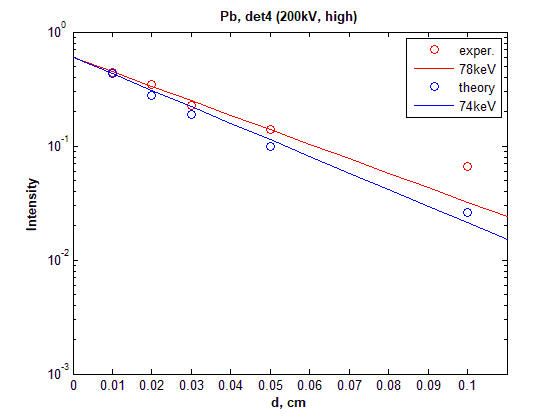 Pb, det4 (200kV, high)
10^0
exper.
78keV
theory
74keV
10^-1
Intensity
10^-2
10^-3
0 0.01 0.02 0.03 0.04 0.05 0.06 0.07 0.08 0.09 0.1
d, cm